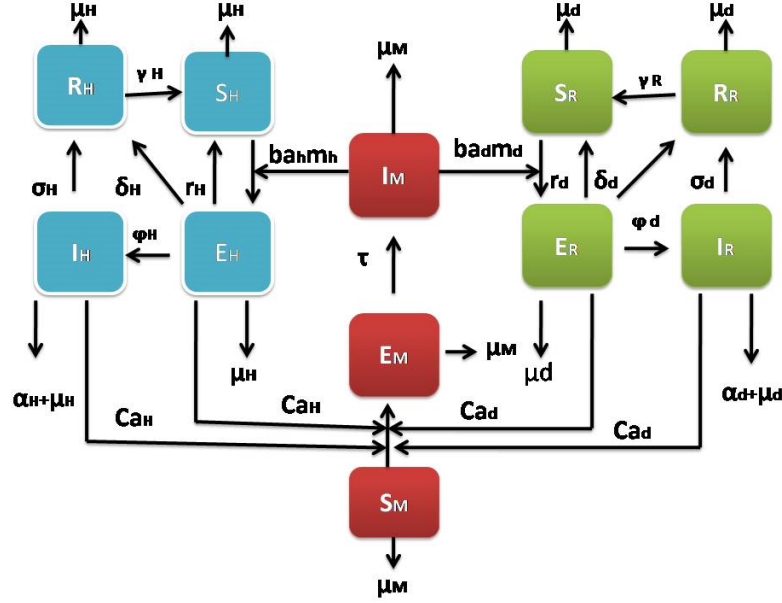 μH μH μM μd μd
RH γ H SH SR γ R RR
bahmh IM badmd
σH δH rH rd δd σd
IH φH EH ER φ d IR
τ
EM μM
αH+μH μH μd αd+μd
CaH CaH Cad Cad
SM
μM